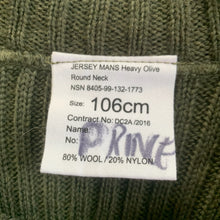 JERSEY MANS Heavy Olive
Round Neck
NSN 8405-99-132-1773
Size: 106cm
Contract No: DC2A /2016
Name:
No: PRINCE
80% WOOL / 20% NYLON